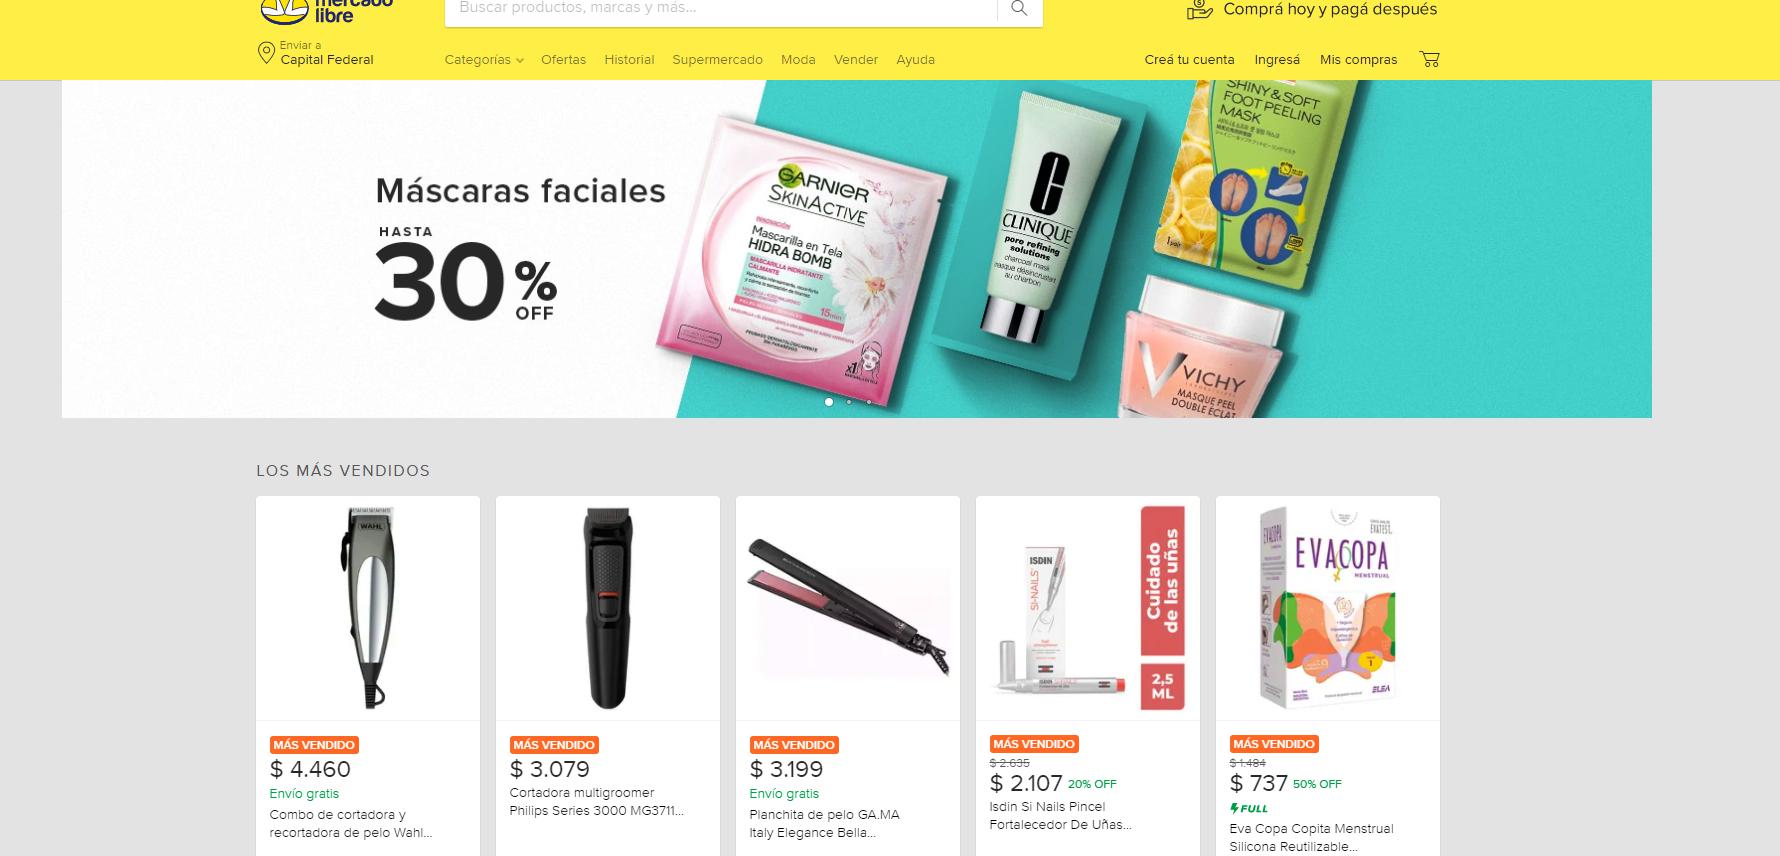 mercado
libre
Buscar productos, marcas y más...
Comprá hoy y pagá después
Enviar a
Capital Federal
Categorías
Ofertas
Historial
Supermercado
Moda
Vender
Ayuda
Creá tu cuenta
Ingresá
Mis compras
Máscaras faciales
HASTA
30%
OFF
GARNIER
SKINACTIVE
INNOVACIÓN
Mascarilla en Tela
HIDRA BOMB
MASCARILLA HIDRATANTE
CALMANTE
15min
x1
CLINIQUE
pore refining
solutions
charcoal mask
masque désincrustant
au charbon
SHINY & SOFT
FOOT PEELING
MASK
1 pair
VICHY
LABORATOIRES
MASQUE PEEL
DOUBLE ÉCLAT
LOS MÁS VENDIDOS
WAHL
ISDIN
SI-NAILS
ISDIN
Cuidado
de las uñas
2,5
ML
EVATEST
EVACOPA
EVACOPA
MENSTRUAL
ELEA
MÁS VENDIDO
$ 4.460
Envío gratis
Combo de cortadora y
recortadora de pelo Wahl...
MÁS VENDIDO
$ 3.079
Cortadora multigroomer
Philips Series 3000 MG3711...
MÁS VENDIDO
$ 3.199
Envío gratis
Planchita de pelo GA.MA
Italy Elegance Bella...
MÁS VENDIDO
$ 2.635
$ 2.107 20% OFF
Isdin Si Nails Pincel
Fortalecedor De Uñas...
MÁS VENDIDO
$ 1.484
$ 737 50% OFF
FULL
Eva Copa Copita Menstrual
Silicona Reutilizable...